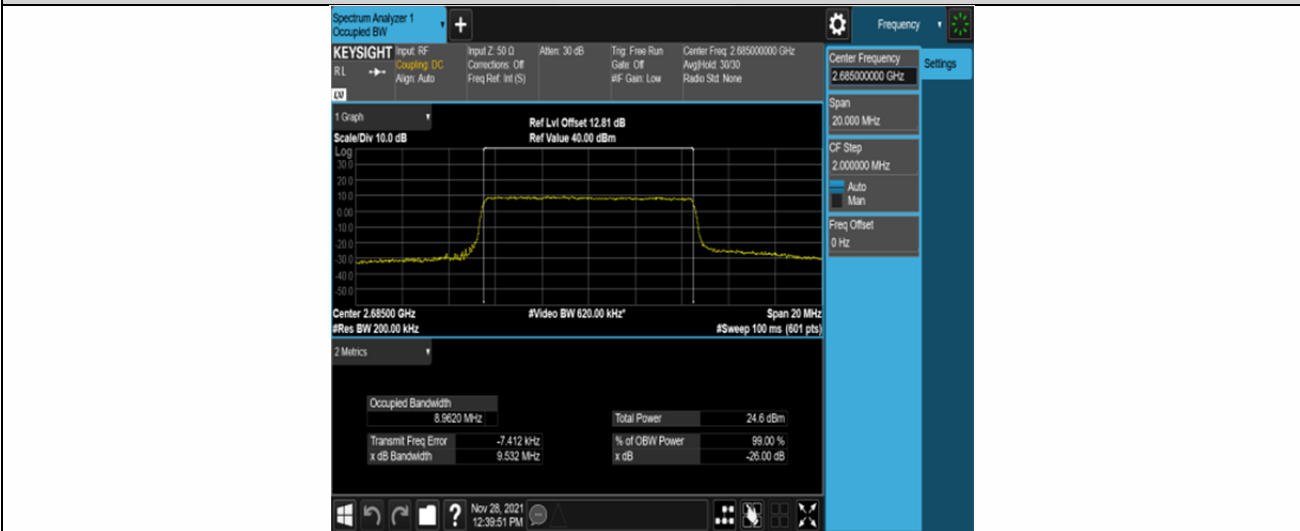 Spectrum Analyzer 1
Occupied BW
+
Frequency
KEYSIGHT
RL
LXI
Input: RF
Coupling: DC
Align: Auto
Input Z: 50 Ω
Corrections: Off
Freq Ref: Int (S)
Atten: 30 dB
Trig: Free Run
Gate: Off
#IF Gain: Low
Center Freq: 2.685000000 GHz
Avg|Hold: 30/30
Radio Std: None
Center Frequency
2.685000000 GHz
Settings
Span
20.000 MHz
CF Step
2.000000 MHz
Auto
Man
Freq Offset
0 Hz
1 Graph
Ref Lvl Offset 12.81 dB
Scale/Div 10.0 dB
Ref Value 40.00 dBm
Log
30.0
20.0
10.0
0.00
-10.0
-20.0
-30.0
-40.0
-50.0
Center 2.68500 GHz
#Video BW 620.00 kHz*
Span 20 MHz
#Res BW 200.00 kHz
#Sweep 100 ms (601 pts)
2 Metrics
Occupied Bandwidth
8.9620 MHz
Total Power 24.6 dBm
Transmit Freq Error -7.412 kHz
% of OBW Power 99.00 %
x dB Bandwidth 9.532 MHz
x dB -26.00 dB
?
Nov 28, 2021
12:39:51 PM